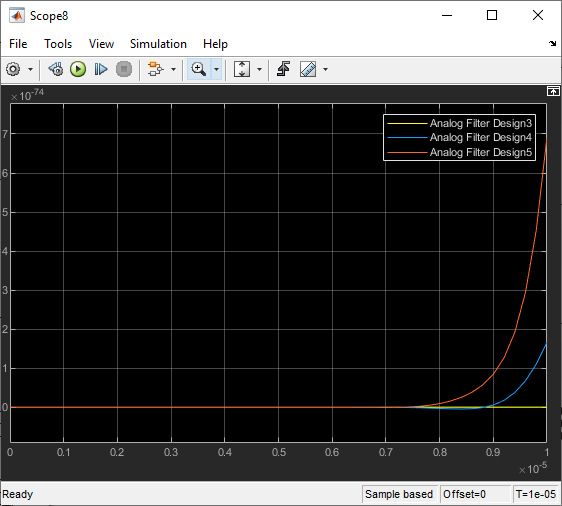 Scope8
File Tools View Simulation Help
×10^-74
Analog Filter Design3
Analog Filter Design4
Analog Filter Design5
7
6
5
4
3
2
1
0
0 0.1 0.2 0.3 0.4 0.5 0.6 0.7 0.8 0.9 1
×10^-5
Ready Sample based Offset=0 T=1e-05